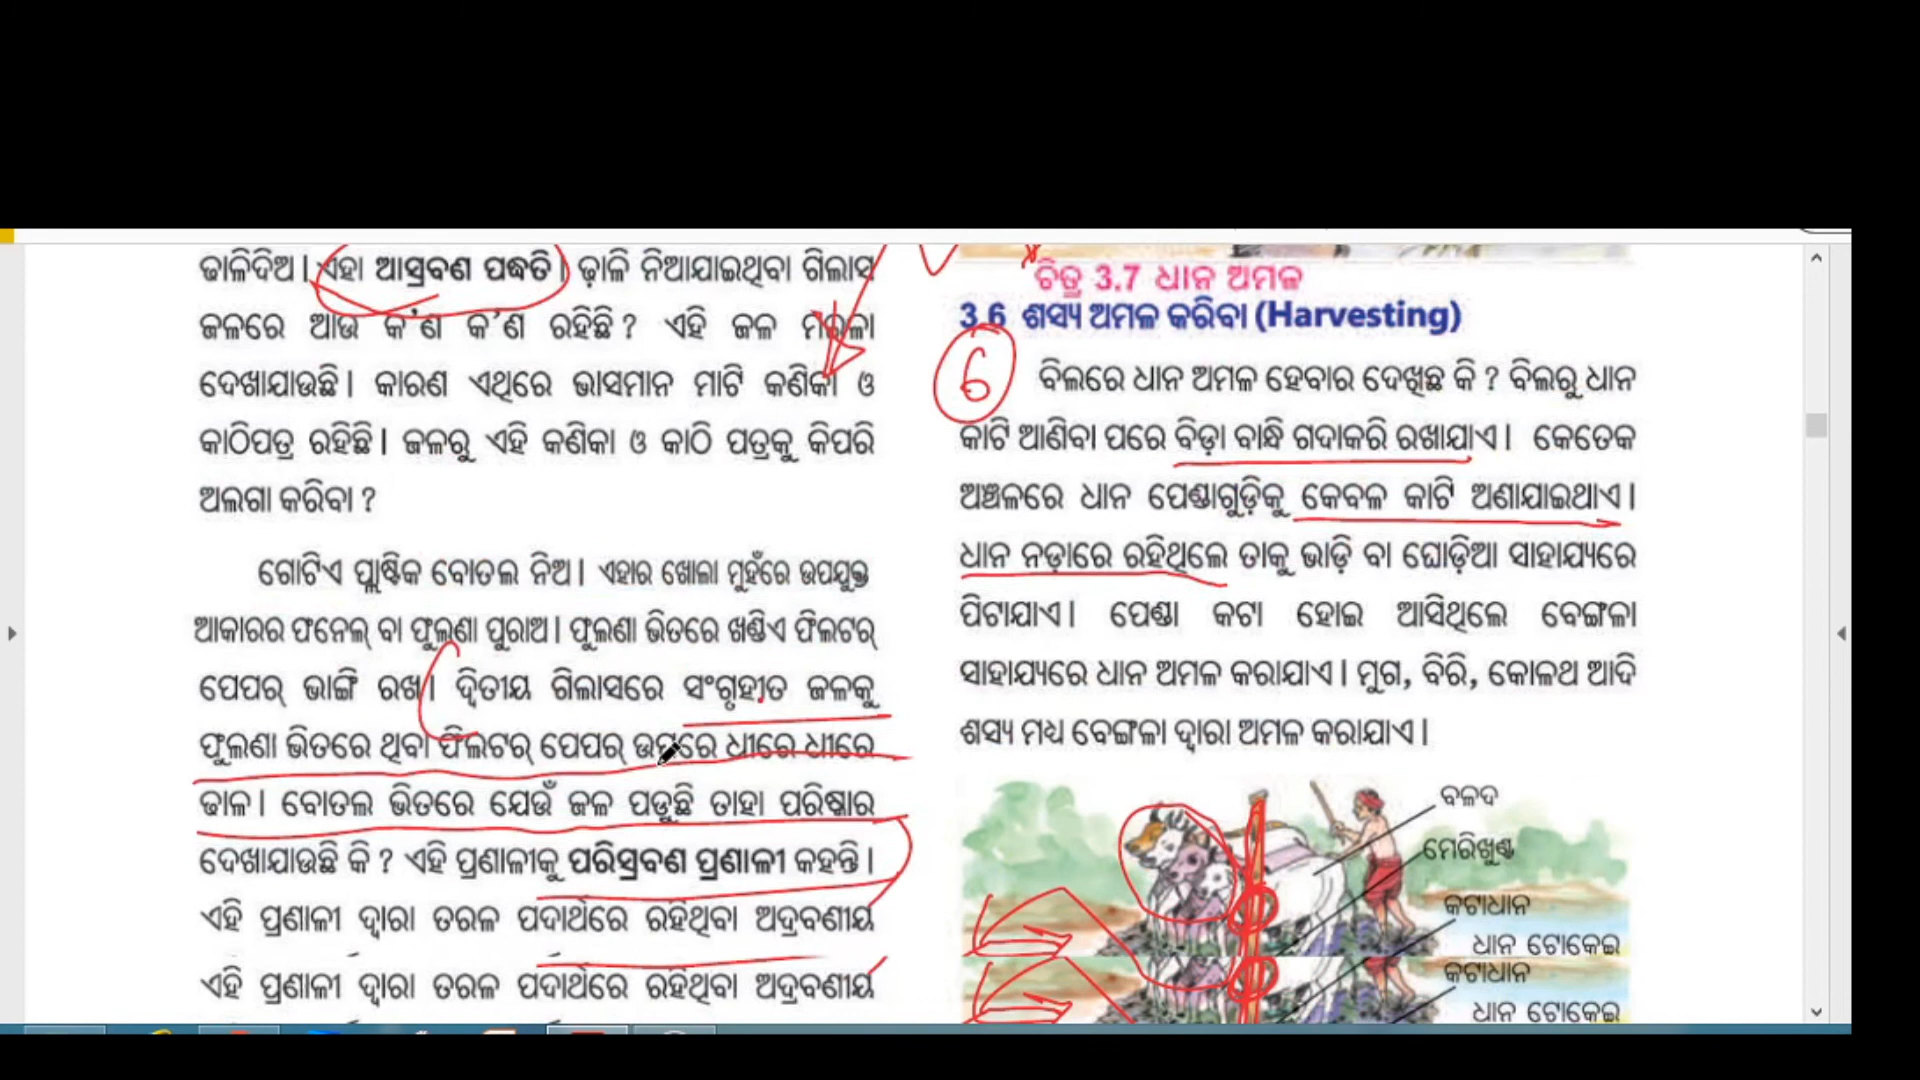 ଢାଳିଦିଅ। ଏହା ଆସ୍ରବଣ ପଦ୍ଧତି। ଢ଼ାଳି ନିଆଯାଇଥିବା ଗିଲାସ
ଜଳରେ ଆଉ କ'ଣ କ'ଣ ରହିଛି ? ଏହି ଜଳ ମଇଳା
ଦେଖାଯାଉଛି। କାରଣ ଏଥିରେ ଭାସମାନ ମାଟି କଣିକା ଓ
କାଠିପତ୍ର ରହିଛି। ଜଳରୁ ଏହି କଣିକା ଓ କାଠି ପତ୍ରକୁ କିପରି
ଅଲଗା କରିବା ?
ଗୋଟିଏ ପ୍ଲାଷ୍ଟିକ ବୋତଲ ନିଅ। ଏହାର ଖୋଲା ମୁହଁରେ ଉପଯୁକ୍ତ
ଆକାରର ଫନେଲ୍ ବା ଫୁଲଣା ପୁରାଅ। ଫୁଲଣା ଭିତରେ ଖଣ୍ଡିଏ ଫିଲଟର୍
ପେପର୍ ଭାଙ୍ଗି ରଖ। ଦ୍ୱିତୀୟ ଗିଲାସରେ ସଂଗୃହୀତ ଜଳକୁ
ଫୁଲଣା ଭିତରେ ଥିବା ଫିଲଟର୍ ପେପର୍ ଉପରେ ଧୀରେ ଧୀରେ
ଢାଳ। ବୋତଲ ଭିତରେ ଯେଉଁ ଜଳ ପଡୁଛି ତାହା ପରିଷ୍କାର
ଦେଖାଯାଉଛି କି ? ଏହି ପ୍ରଣାଳୀକୁ ପରିସ୍ରବଣ ପ୍ରଣାଳୀ କହନ୍ତି।
ଏହି ପ୍ରଣାଳୀ ଦ୍ୱାରା ତରଳ ପଦାର୍ଥରେ ରହିଥିବା ଅଦ୍ରବଣୀୟ
ଏହି ପ୍ରଣାଳୀ ଦ୍ୱାରା ତରଳ ପଦାର୍ଥରେ ରହିଥିବା ଅଦ୍ରବଣୀୟ
ଚିତ୍ର 3.7 ଧାନ ଅମଳ
3.6 ଶସ୍ୟ ଅମଳ କରିବା (Harvesting)
6
ବିଲରେ ଧାନ ଅମଳ ହେବାର ଦେଖିଛ କି ? ବିଲରୁ ଧାନ
କାଟି ଆଣିବା ପରେ ବିଡ଼ା ବାନ୍ଧି ଗଦାକରି ରଖାଯାଏ। କେତେକ
ଅଞ୍ଚଳରେ ଧାନ ପେଣ୍ଡାଗୁଡ଼ିକୁ କେବଳ କାଟି ଅଣାଯାଇଥାଏ।
ଧାନ ନଡ଼ାରେ ରହିଥିଲେ ତାକୁ ଭାଡ଼ି ବା ଘୋଡ଼ିଆ ସାହାଯ୍ୟରେ
ପିଟାଯାଏ। ପେଣ୍ଡା କଟା ହୋଇ ଆସିଥିଲେ ବେଙ୍ଗଳା
ସାହାଯ୍ୟରେ ଧାନ ଅମଳ କରାଯାଏ। ମୁଗ, ବିରି, କୋଳଥ ଆଦି
ଶସ୍ୟ ମଧ୍ୟ ବେଙ୍ଗଳା ଦ୍ୱାରା ଅମଳ କରାଯାଏ।
ବଳଦ
ମେରିଖୁଣ୍ଟ
କଟାଧାନ
ଧାନ ଟୋକେଇ
କଟାଧାନ
ଧାନ ଟୋକେଇ